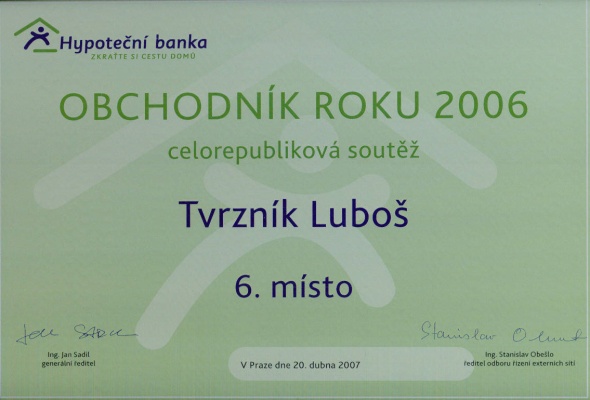 Hypoteční banka
ZKRAŤTE SI CESTU DOMŮ
OBCHODNÍK ROKU 2006
celorepubliková soutěž
Tvrzník Luboš
6. místo
Ing. Jan Sadil
generální ředitel
V Praze dne 20. dubna 2007
Ing. Stanislav Obešlo
ředitel odboru řízení externích sítí